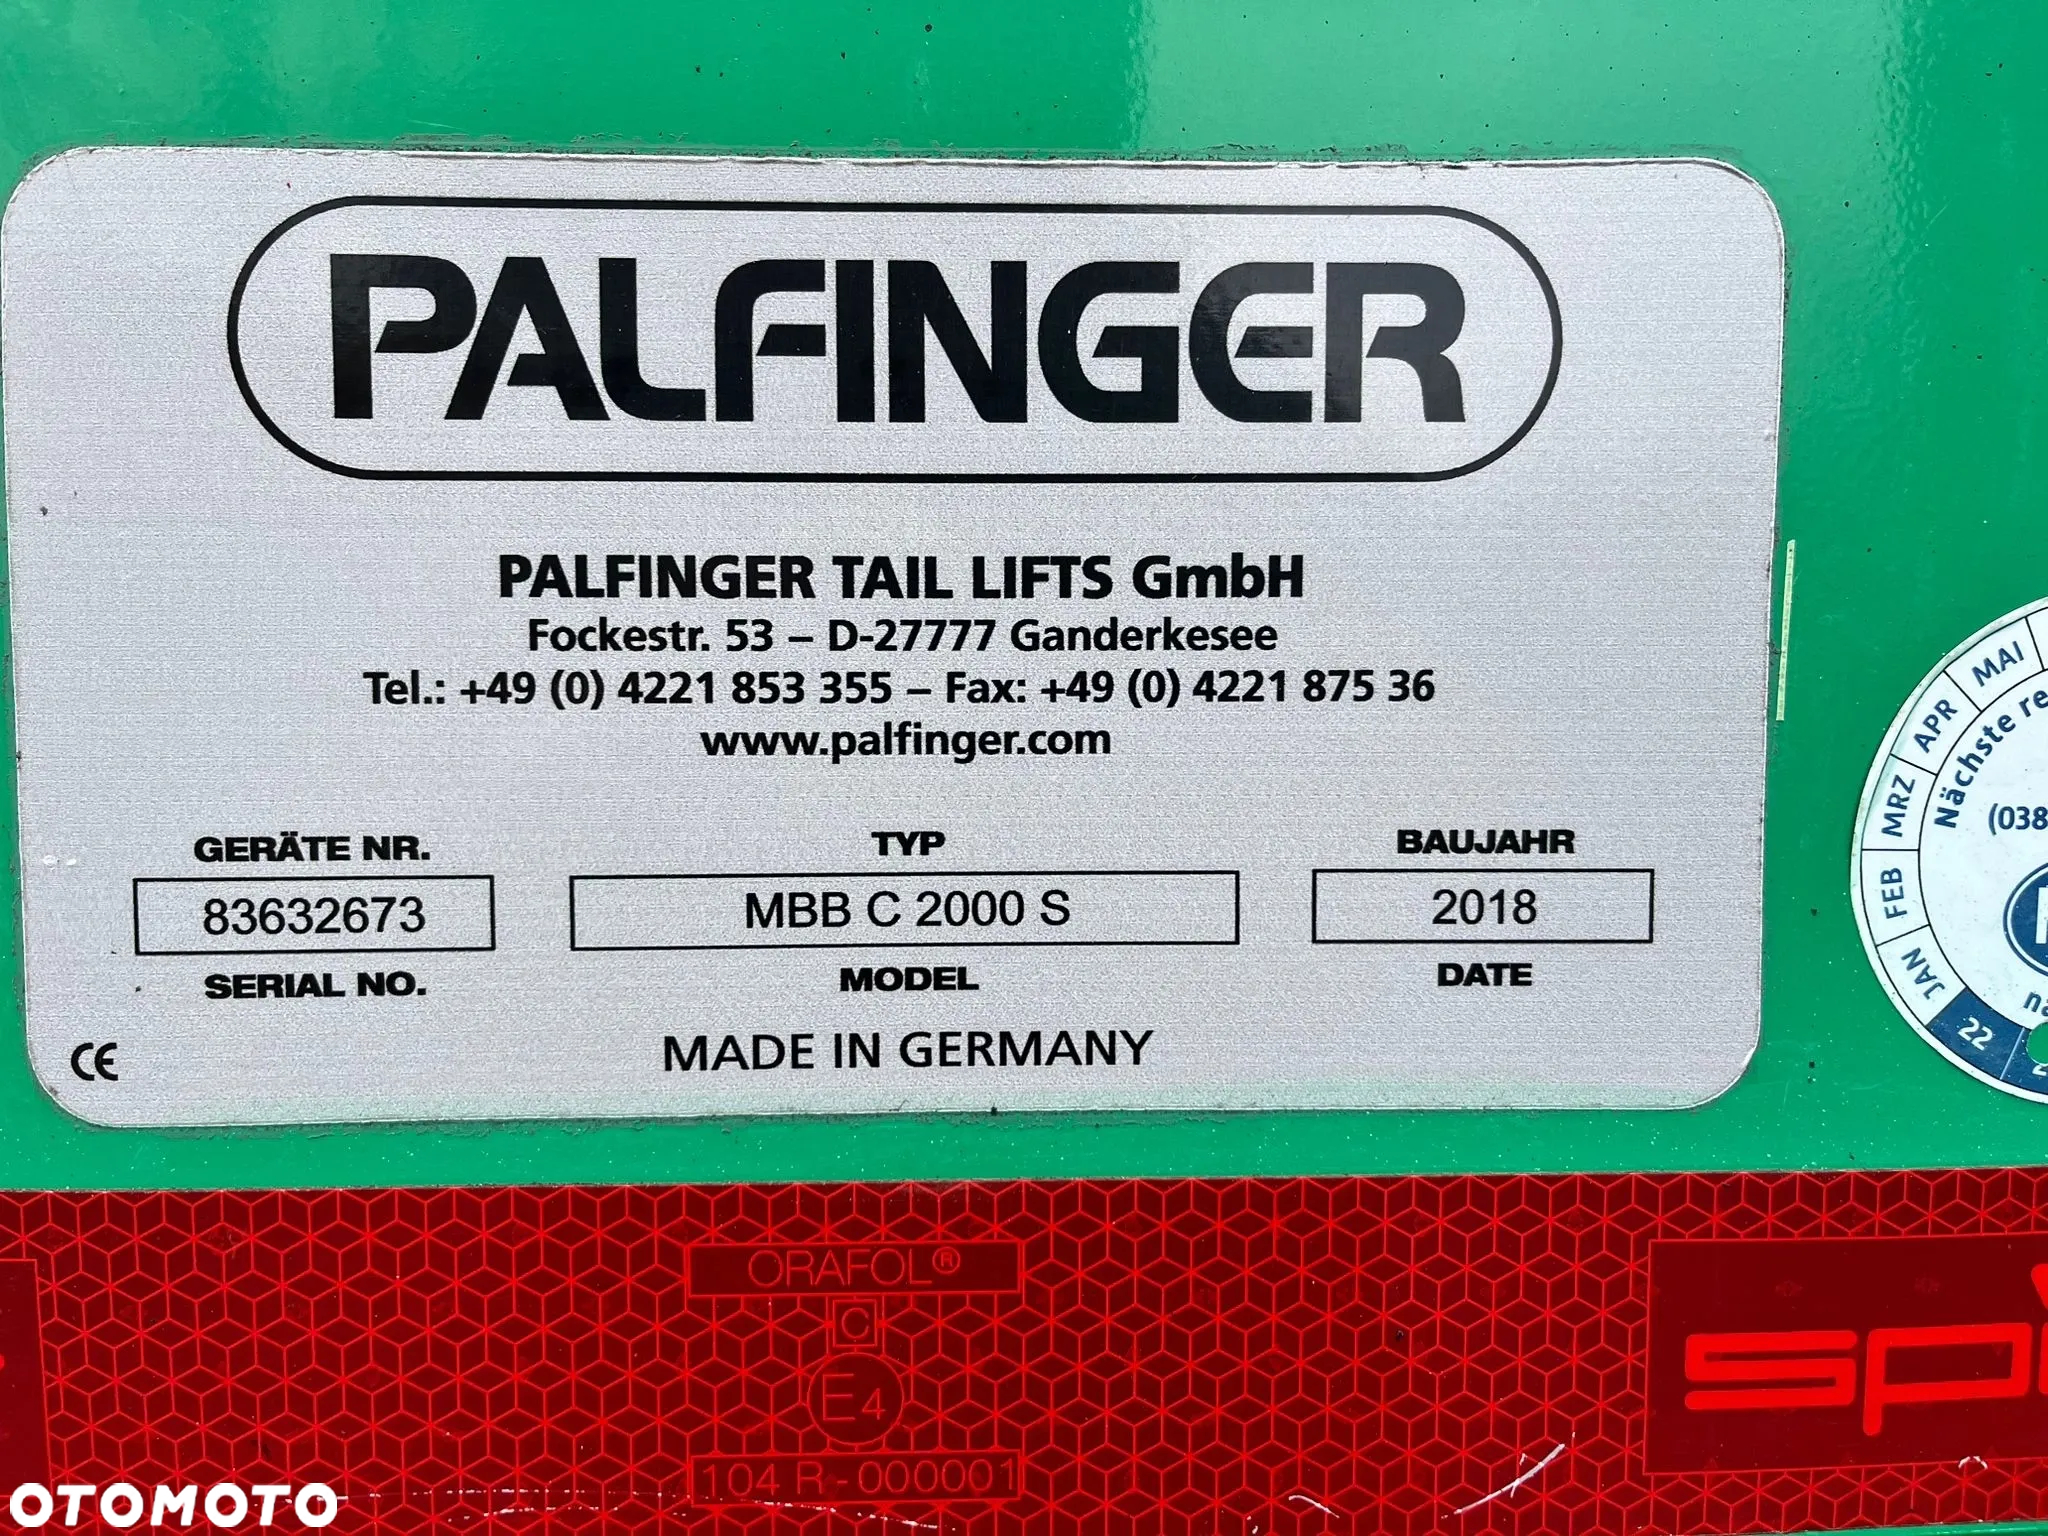 PALFINGER
PALFINGER TAIL LIFTS GmbH
Fockestr. 53 – D-27777 Ganderkesee
Tel.: +49 (0) 4221 853 355 – Fax: +49 (0) 4221 875 36
www.palfinger.com
GERÄTE NR. TYP BAUJAHR
83632673 MBB C 2000 S 2018
SERIAL NO. MODEL DATE
CE MADE IN GERMANY
MAI
APR
MRZ
FEB
JAN
22
Nächste
(038
ORAFOL®
C
E4
104 R-000001
OTOMOTO